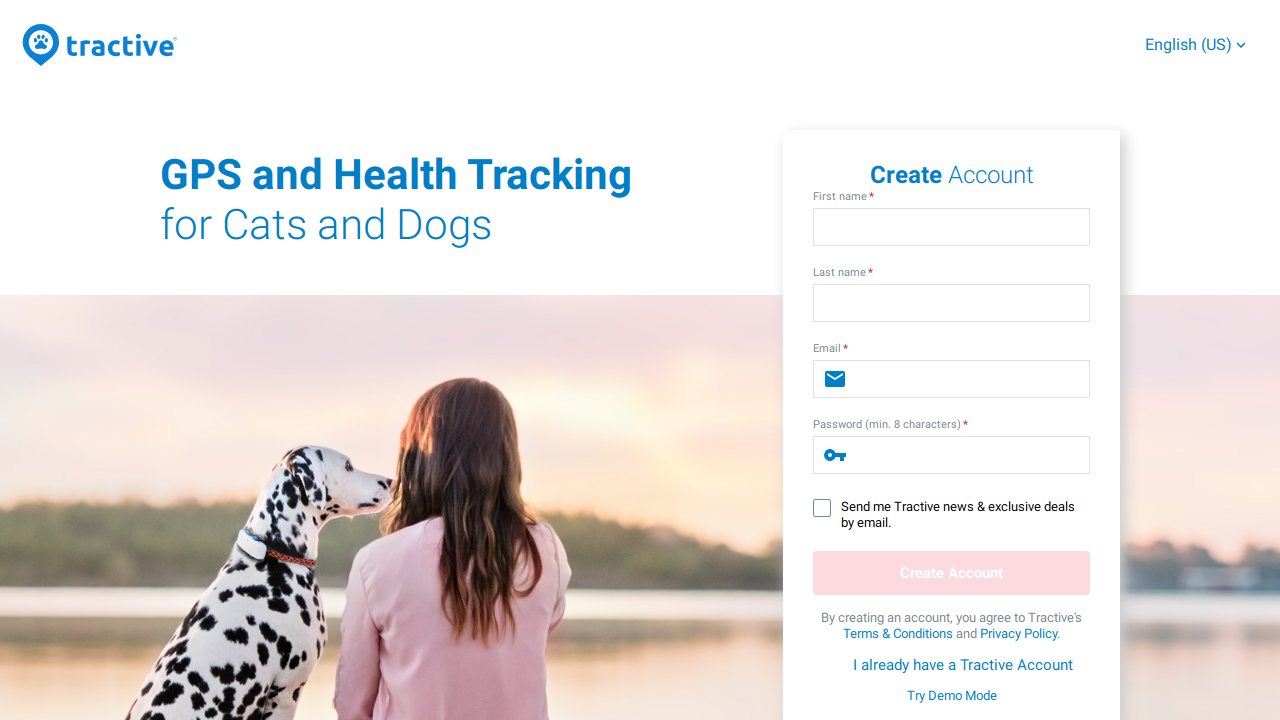 tractive®
English (US)
GPS and Health Tracking
for Cats and Dogs
Create Account
First name *
Last name *
Email *
Password (min. 8 characters) *
Send me Tractive news & exclusive deals
by email.
Create Account
By creating an account, you agree to Tractive's
Terms & Conditions and Privacy Policy.
I already have a Tractive Account
Try Demo Mode